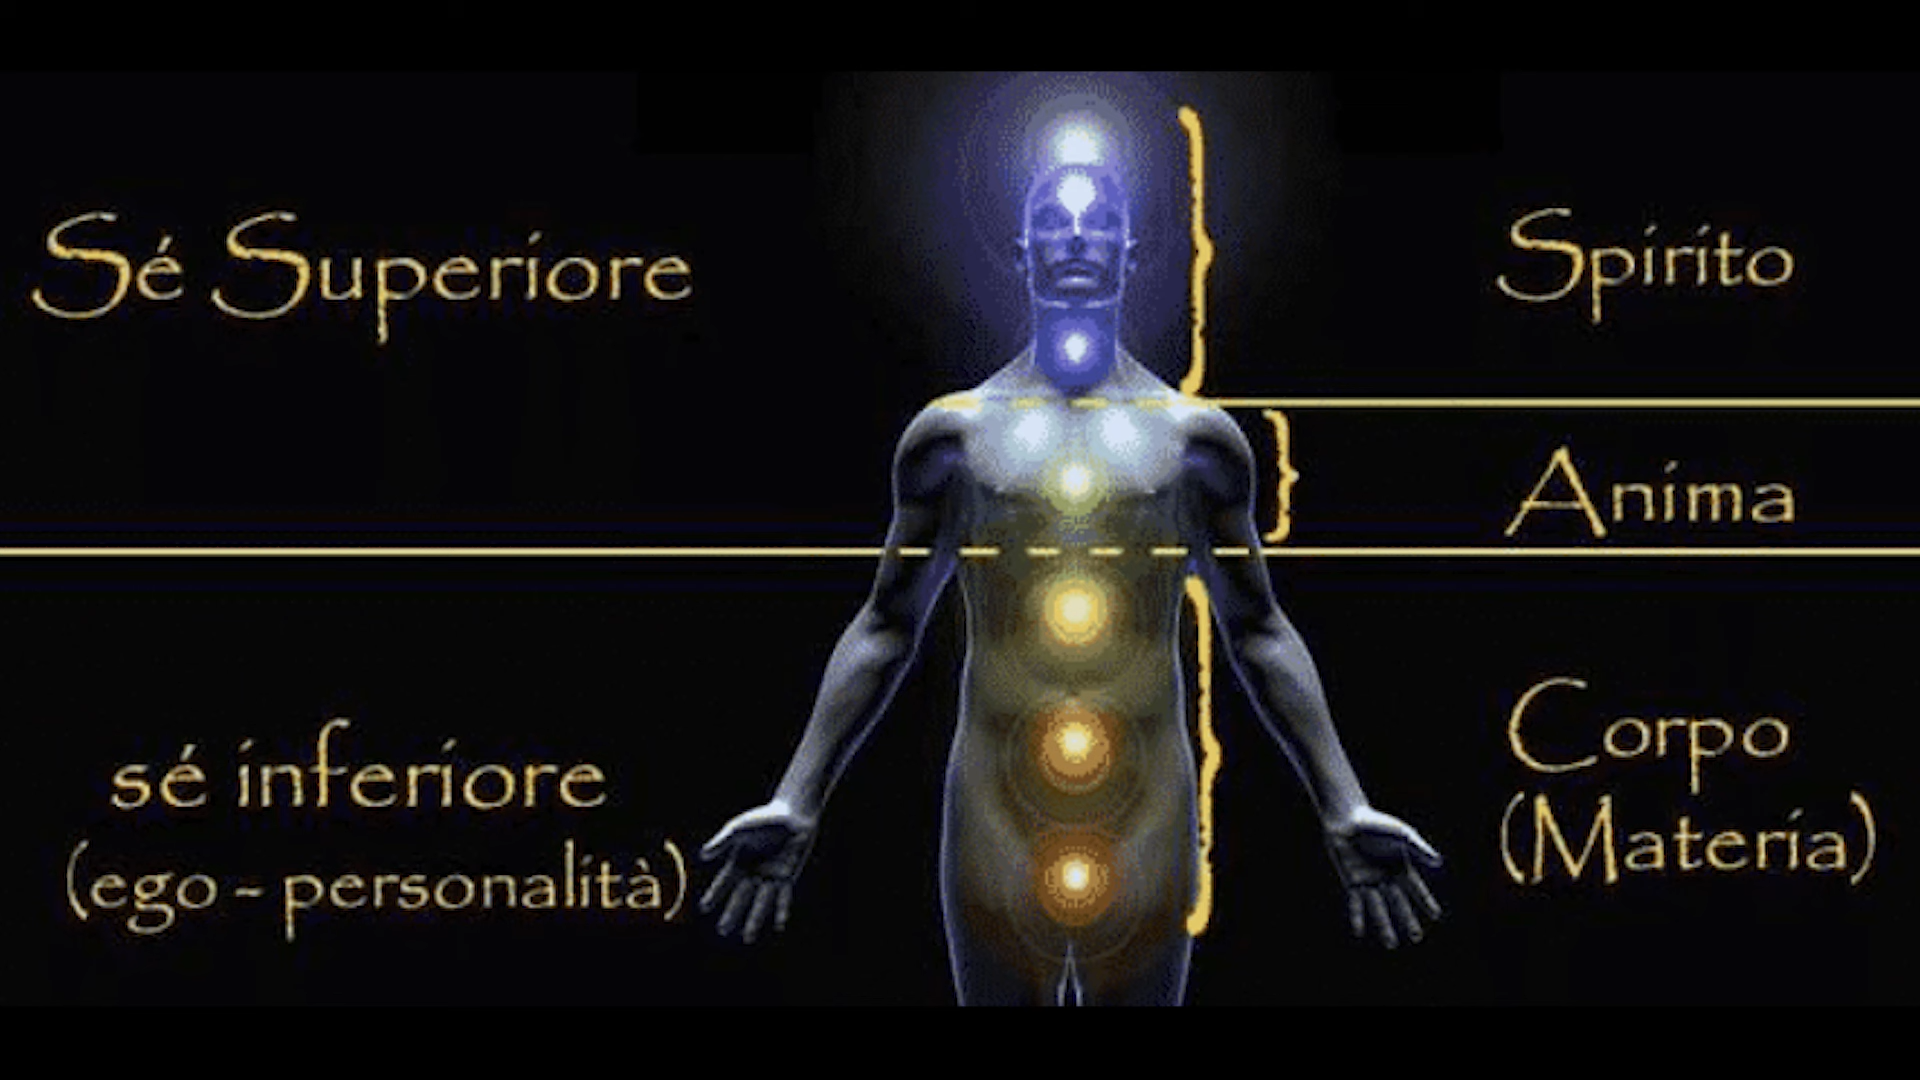 Sé Superiore
Spirito
Anima
sé inferiore
(ego - personalità)
Corpo
(Materia)